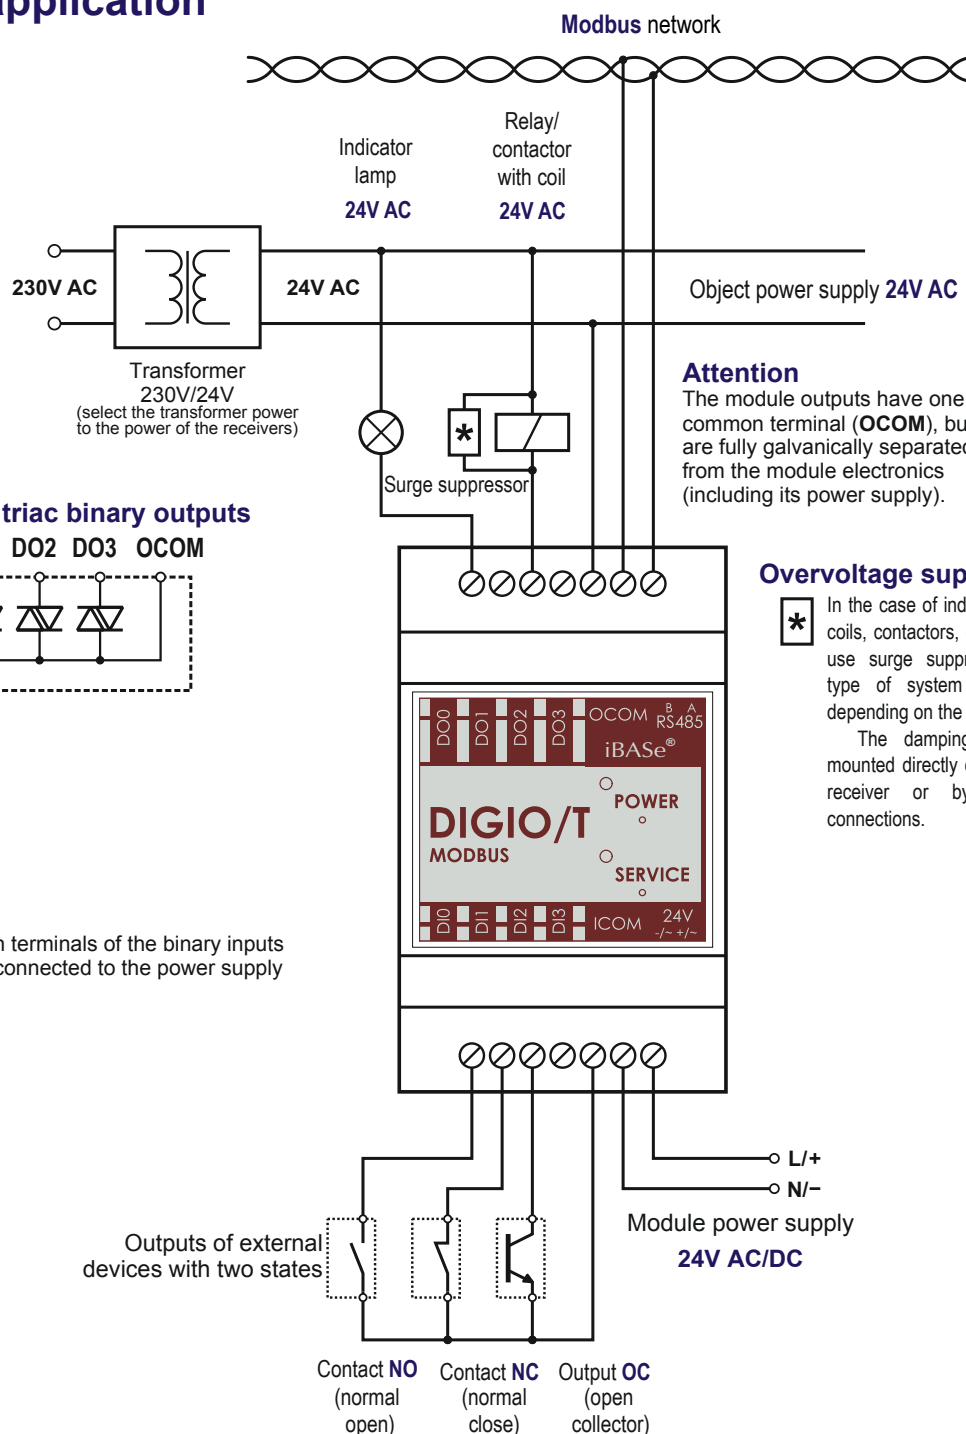 application
Modbus network
Indicator
lamp
24V AC
Relay/
contactor
with coil
24V AC
230V AC
24V AC
Object power supply 24V AC
Transformer
230V/24V
(select the transformer power
to the power of the receivers)
*
Surge suppressor
Attention
The module outputs have one
common terminal (OCOM), bu
are fully galvanically separated
from the module electronics
(including its power supply).
triac binary outputs
DO2 DO3 OCOM
Overvoltage sup
*
In the case of ind
coils, contactors,
use surge suppr
type of system
depending on the
The damping
mounted directly
receiver or by
connections.
DO0 DO1 DO2 DO3 OCOM B A
RS485
iBASe®
POWER
DIGIO/T
MODBUS
SERVICE
DI0 DI1 DI2 DI3 ICOM 24V
-/~ +/~
n terminals of the binary inputs
connected to the power supply
L/+
N/−
Module power supply
24V AC/DC
Outputs of external
devices with two states
Contact NO
(normal
open)
Contact NC
(normal
close)
Output OC
(open
collector)